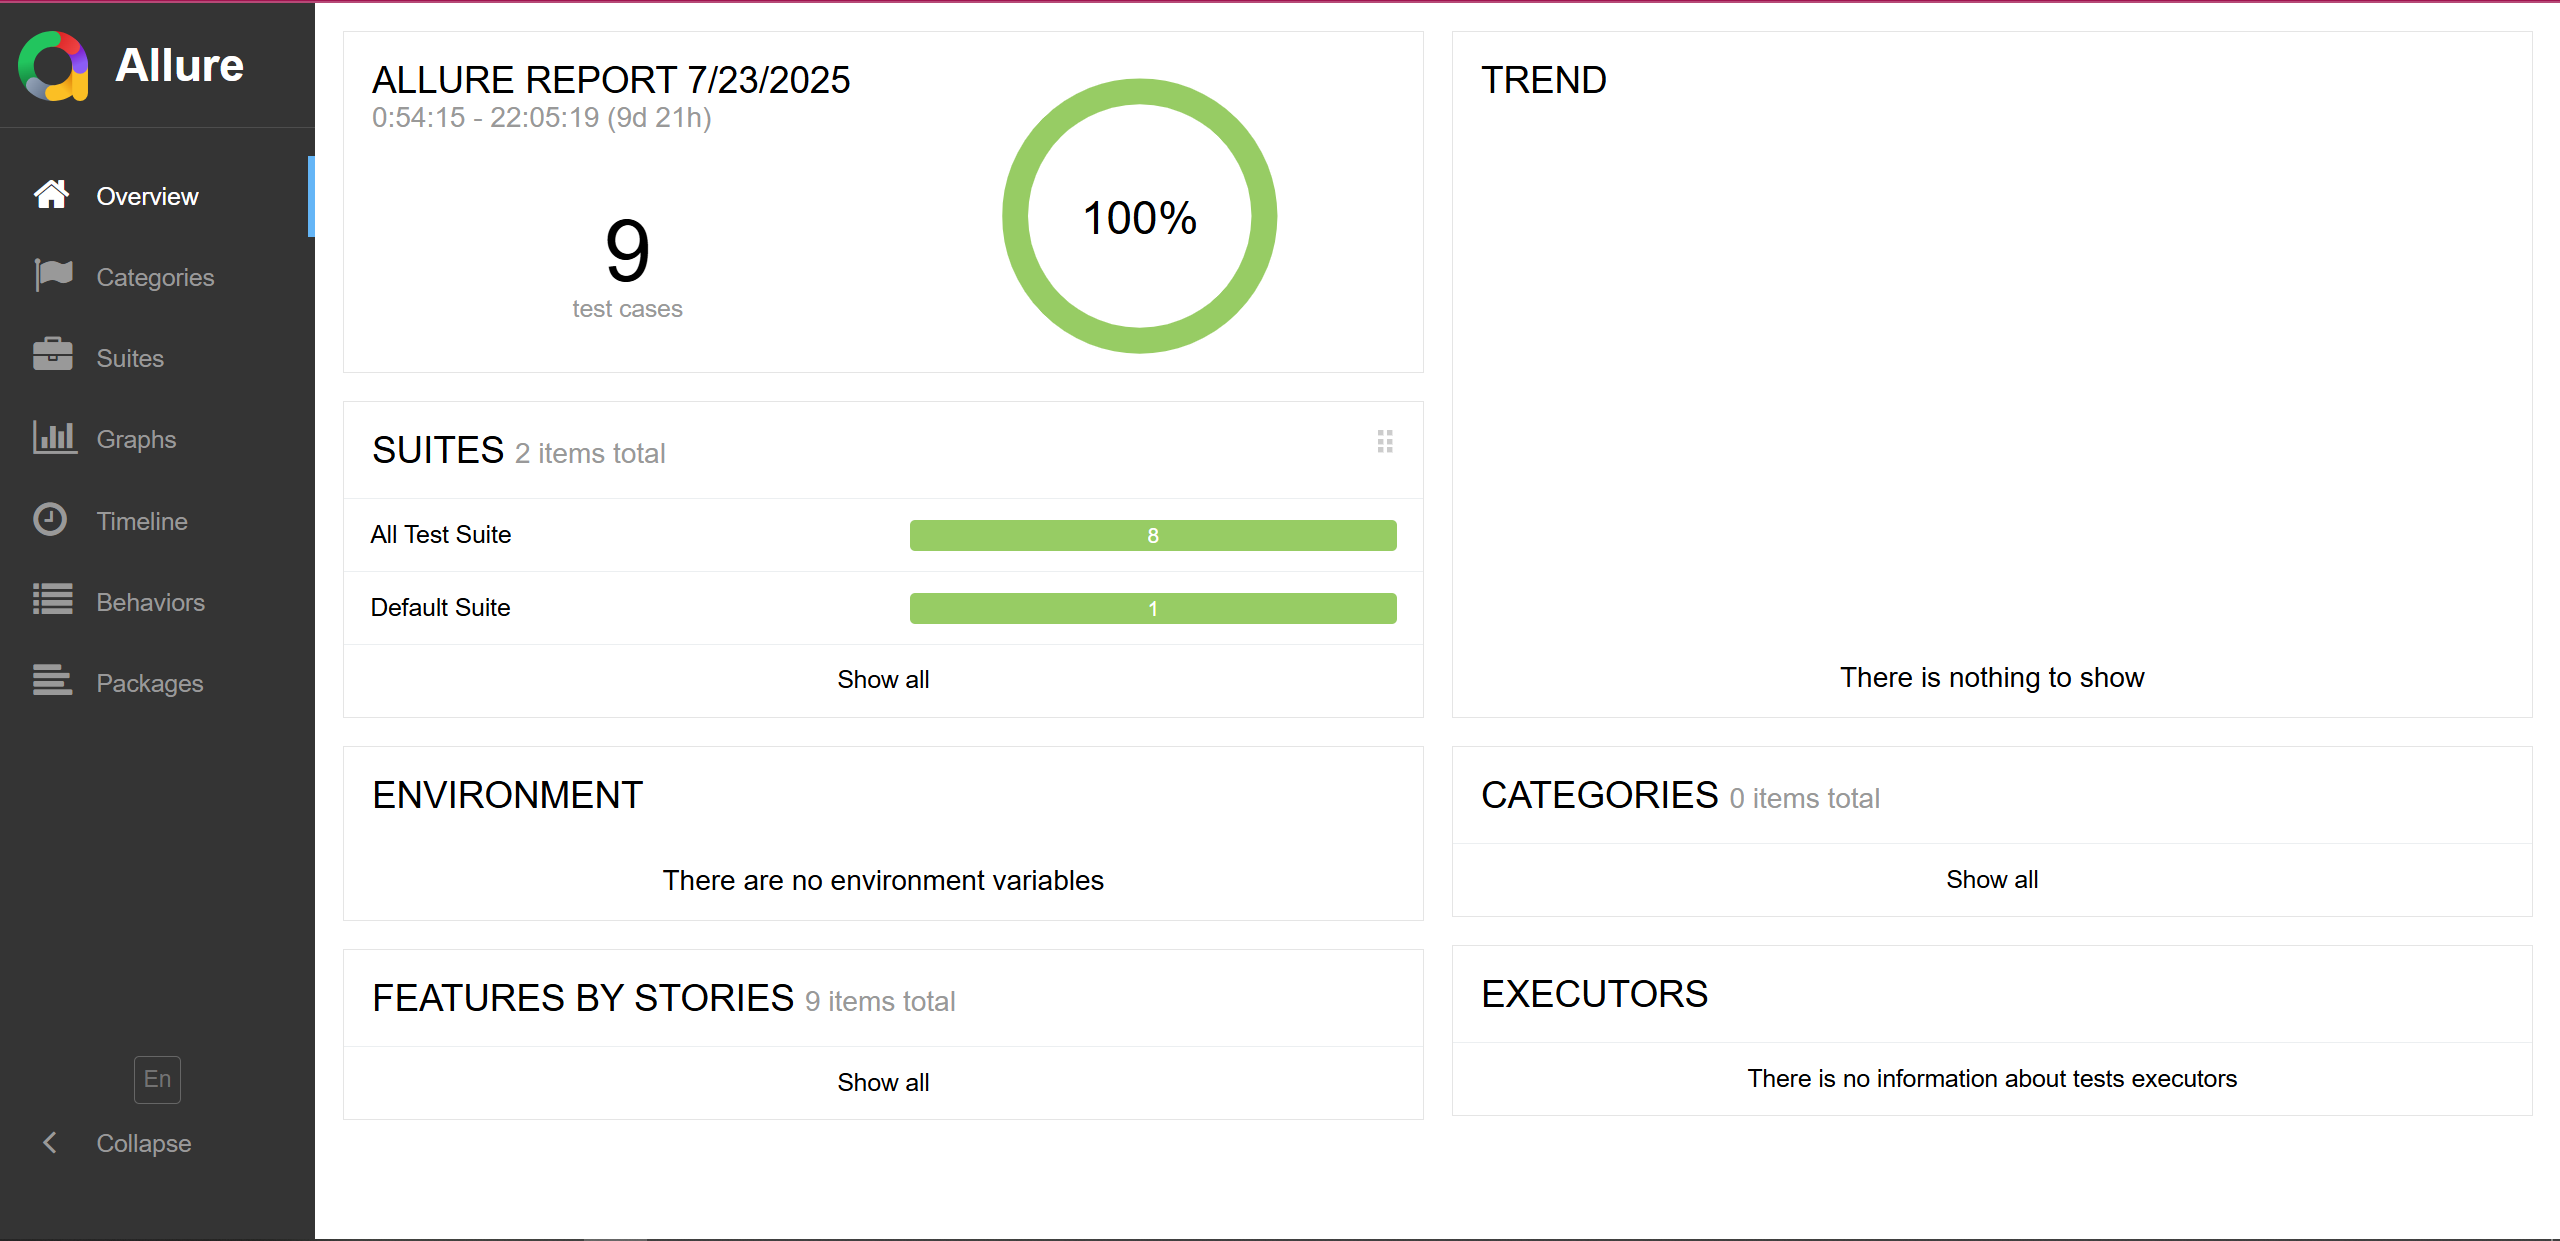 Allure
Overview
Categories
Suites
Graphs
Timeline
Behaviors
Packages
En
Collapse
ALLURE REPORT 7/23/2025
0:54:15 - 22:05:19 (9d 21h)
9
test cases
100%
SUITES 2 items total
All Test Suite 8
Default Suite 1
Show all
ENVIRONMENT
There are no environment variables
FEATURES BY STORIES 9 items total
Show all
TREND
There is nothing to show
CATEGORIES 0 items total
Show all
EXECUTORS
There is no information about tests executors